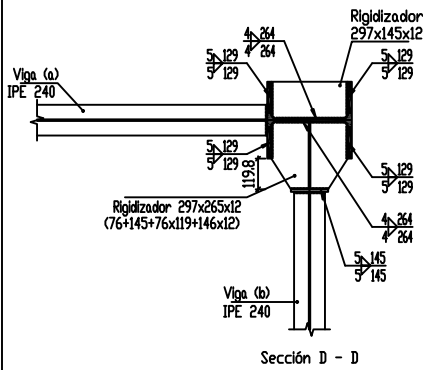 Rigidizador
297x145x12
4 264
4 264
5 129
5 129
5 129
5 129
Viga (a)
IPE 240
5 129
5 129
119.8
5 129
5 129
Rigidizador 297x265x12
(76+145+76x119+146x12)
4 264
4 264
5 145
5 145
Viga (b)
IPE 240
Sección D - D